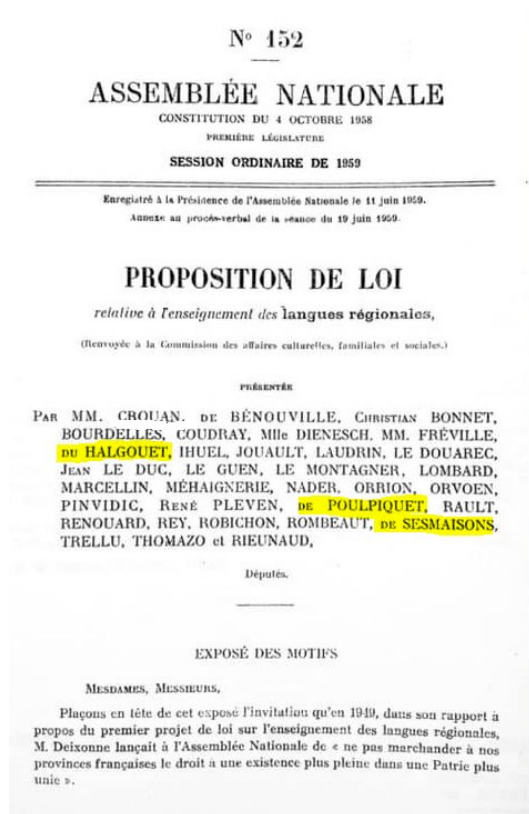 N° 152
ASSEMBLÉE NATIONALE
CONSTITUTION DU 4 OCTOBRE 1958
PREMIÈRE LÉGISLATURE
SESSION ORDINAIRE DE 1959
Enregistré à la Présidence de l'Assemblée Nationale le 11 juin 1959.
Annexe au procès-verbal de la séance du 19 juin 1959.
PROPOSITION DE LOI
relative à l'enseignement des langues régionales,
(Renvoyée à la Commission des affaires culturelles, familiales et sociales.)
PRÉSENTÉE
PAR MM. CROUAN, DE BÉNOUVILLE, CHRISTIAN BONNET,
BOURDELLES, COUDRAY, Mlle DIENESCH, MM. FRÉVILLE,
DU HALGOUET, IHUEL, JOUAULT, LAUDRIN, LE DOUAREC,
JEAN LE DUC, LE GUEN, LE MONTAGNER, LOMBARD,
MARCELLIN, MÉHAIGNERIE, NADER, ORRION, ORVOEN,
PINVIDIC, RENÉ PLEVEN, DE POULPIQUET, RAULT,
RENOUARD, REY, ROBICHON, ROMBEAUT, DE SESMAISONS,
TRELLU, THOMAZO et RIEUNAUD,
Députés.
EXPOSÉ DES MOTIFS
MESDAMES, MESSIEURS,
Plaçons en tête de cet exposé l'invitation qu'en 1949, dans son rapport à
propos du premier projet de loi sur l'enseignement des langues régionales,
M. Deixonne lançait à l'Assemblée Nationale de « ne pas marchander à nos
provinces françaises le droit à une existence plus pleine dans une Patrie plus
unie ».